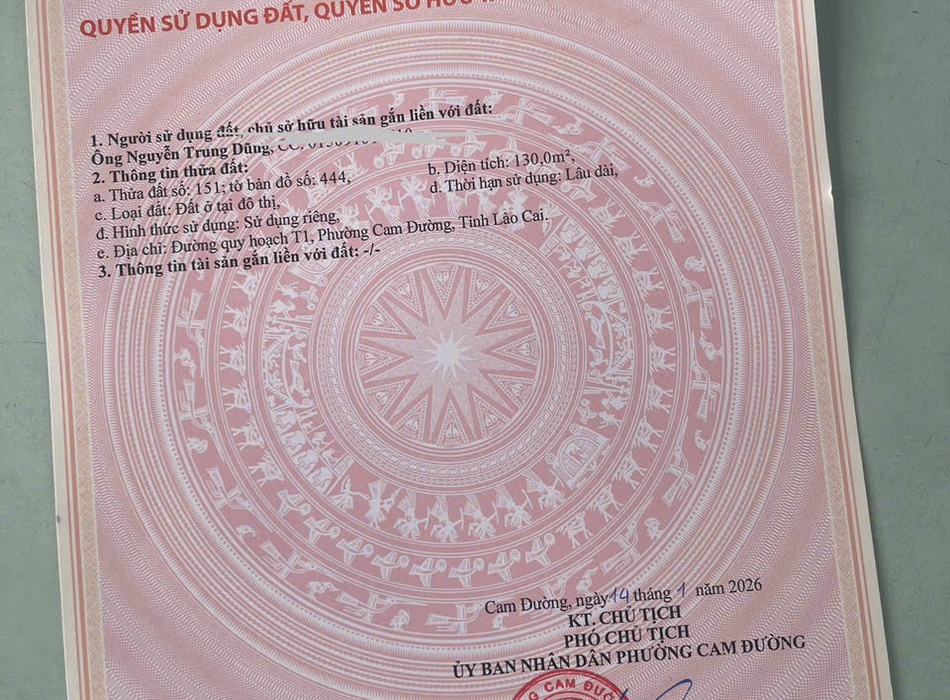 QUYỀN SỬ DỤNG ĐẤT, QUYỀN SỞ HỮU
1. Người sử dụng đất, chủ sở hữu tài sản gắn liền với đất:
Ông Nguyễn Trung Dũng,
2. Thông tin thửa đất:
a. Thửa đất số: 151; tờ bản đồ số: 444, b. Diện tích: 130,0m²,
c. Loại đất: Đất ở tại đô thị, d. Thời hạn sử dụng: Lâu dài,
đ. Hình thức sử dụng: Sử dụng riêng,
e. Địa chỉ: Đường quy hoạch T1, Phường Cam Đường, Tỉnh Lào Cai.
3. Thông tin tài sản gắn liền với đất: -/-
Cam Đường, ngày 14 tháng 1 năm 2026
KT. CHỦ TỊCH
PHÓ CHỦ TỊCH
ỦY BAN NHÂN DÂN PHƯỜNG CAM ĐƯỜNG
CAM